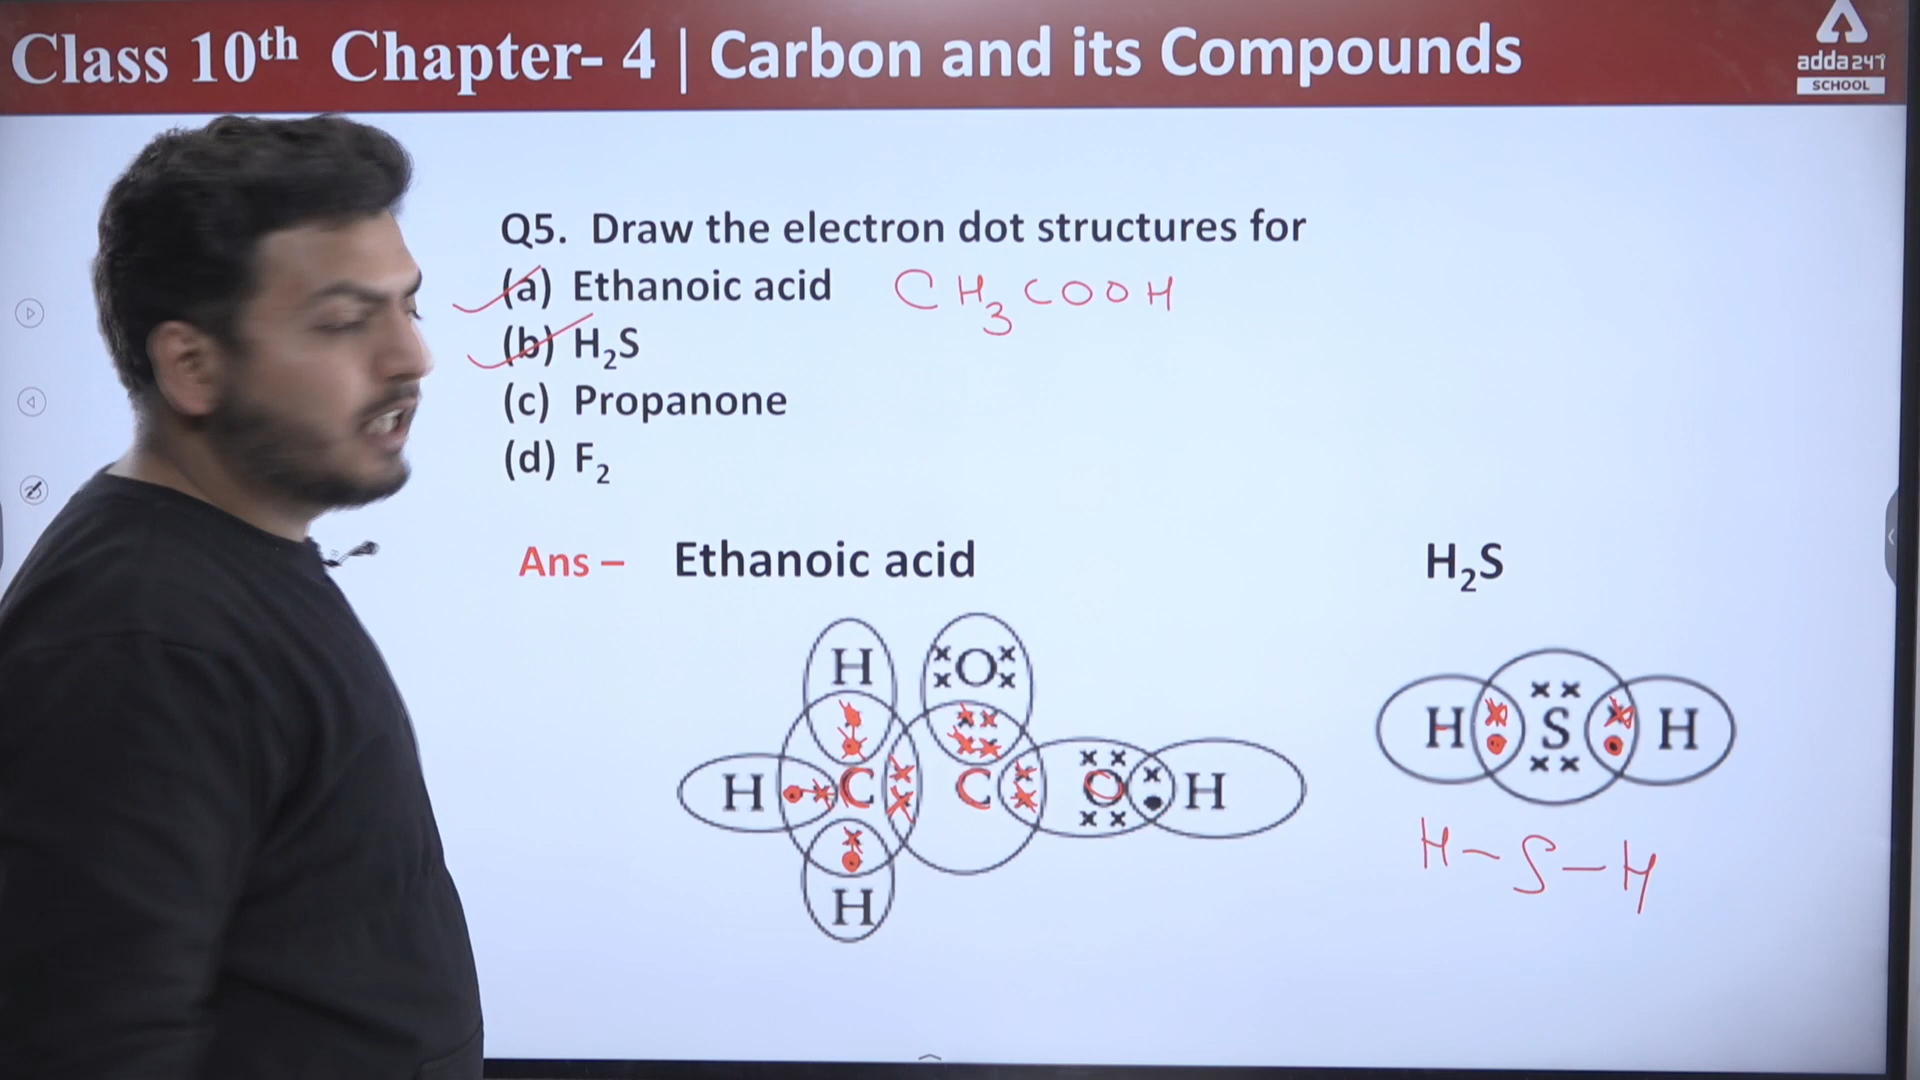 Class 10th Chapter- 4 | Carbon and its Compounds
adda247
SCHOOL
Q5. Draw the electron dot structures for
(a) Ethanoic acid CH3COOH
(b) H2S
(c) Propanone
(d) F2
Ans – Ethanoic acid H2S
H O
H C C O H
H
H S H
H-S-H